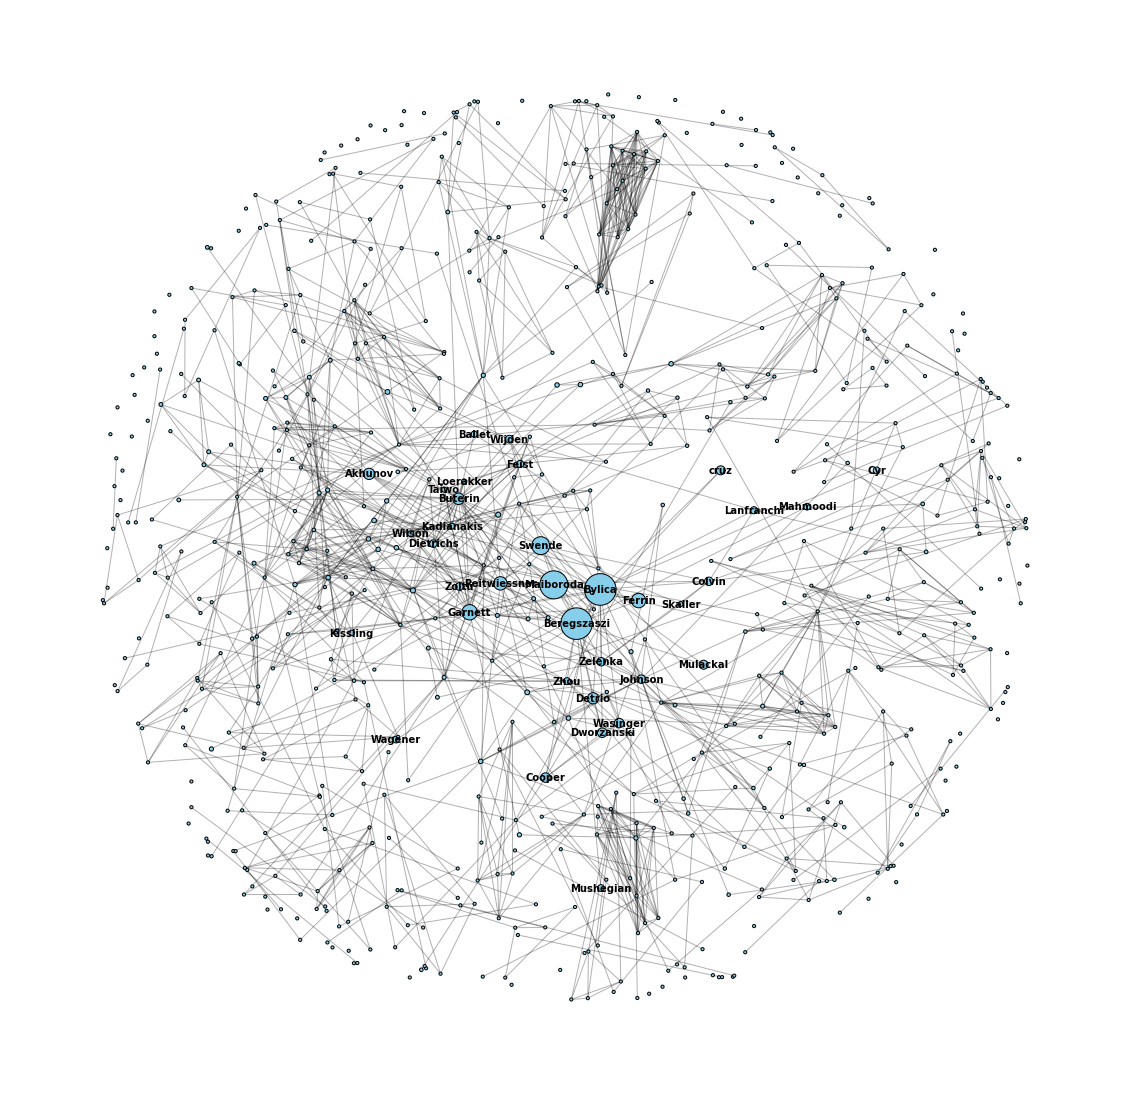 Ballet
Wijden
Feist
Akhunov
cruz
Cyr
Loerakker
Taiwo
Buterin
Mahmoodi
Lanfranchi
Kadianakis
Wilson
Dietrichs
Swende
Zoltu
Reitwiessner
Maiboroda
Bylica
Colvin
Ferrin
Skaller
Garnett
Beregszaszi
Kissling
Zelenka
Mulackal
Zhou
Johnson
Detrio
Wasinger
Dworzanski
Wagener
Cooper
Mushegian